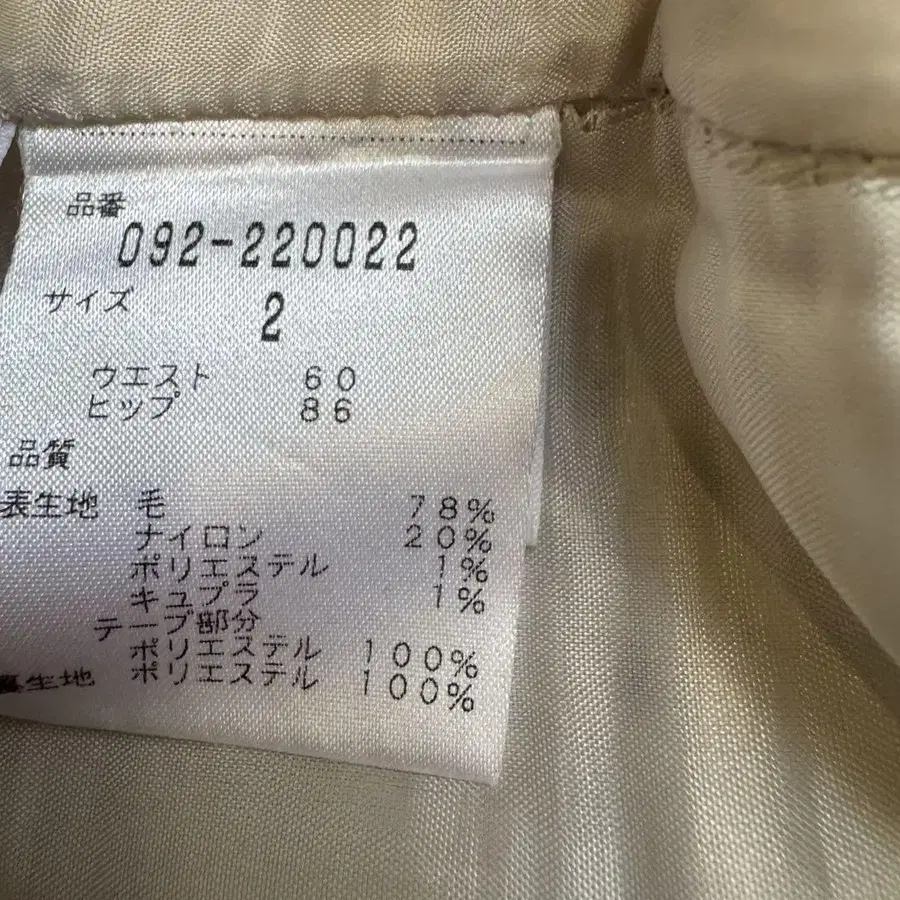 品番
092-220022
サイズ
2
ウエスト 60
ヒップ 86
品質
表生地 毛 78%
ナイロン 20%
ポリエステル 1%
キュプラ 1%
テープ部分
ポリエステル 100%
裏生地 ポリエステル 100%